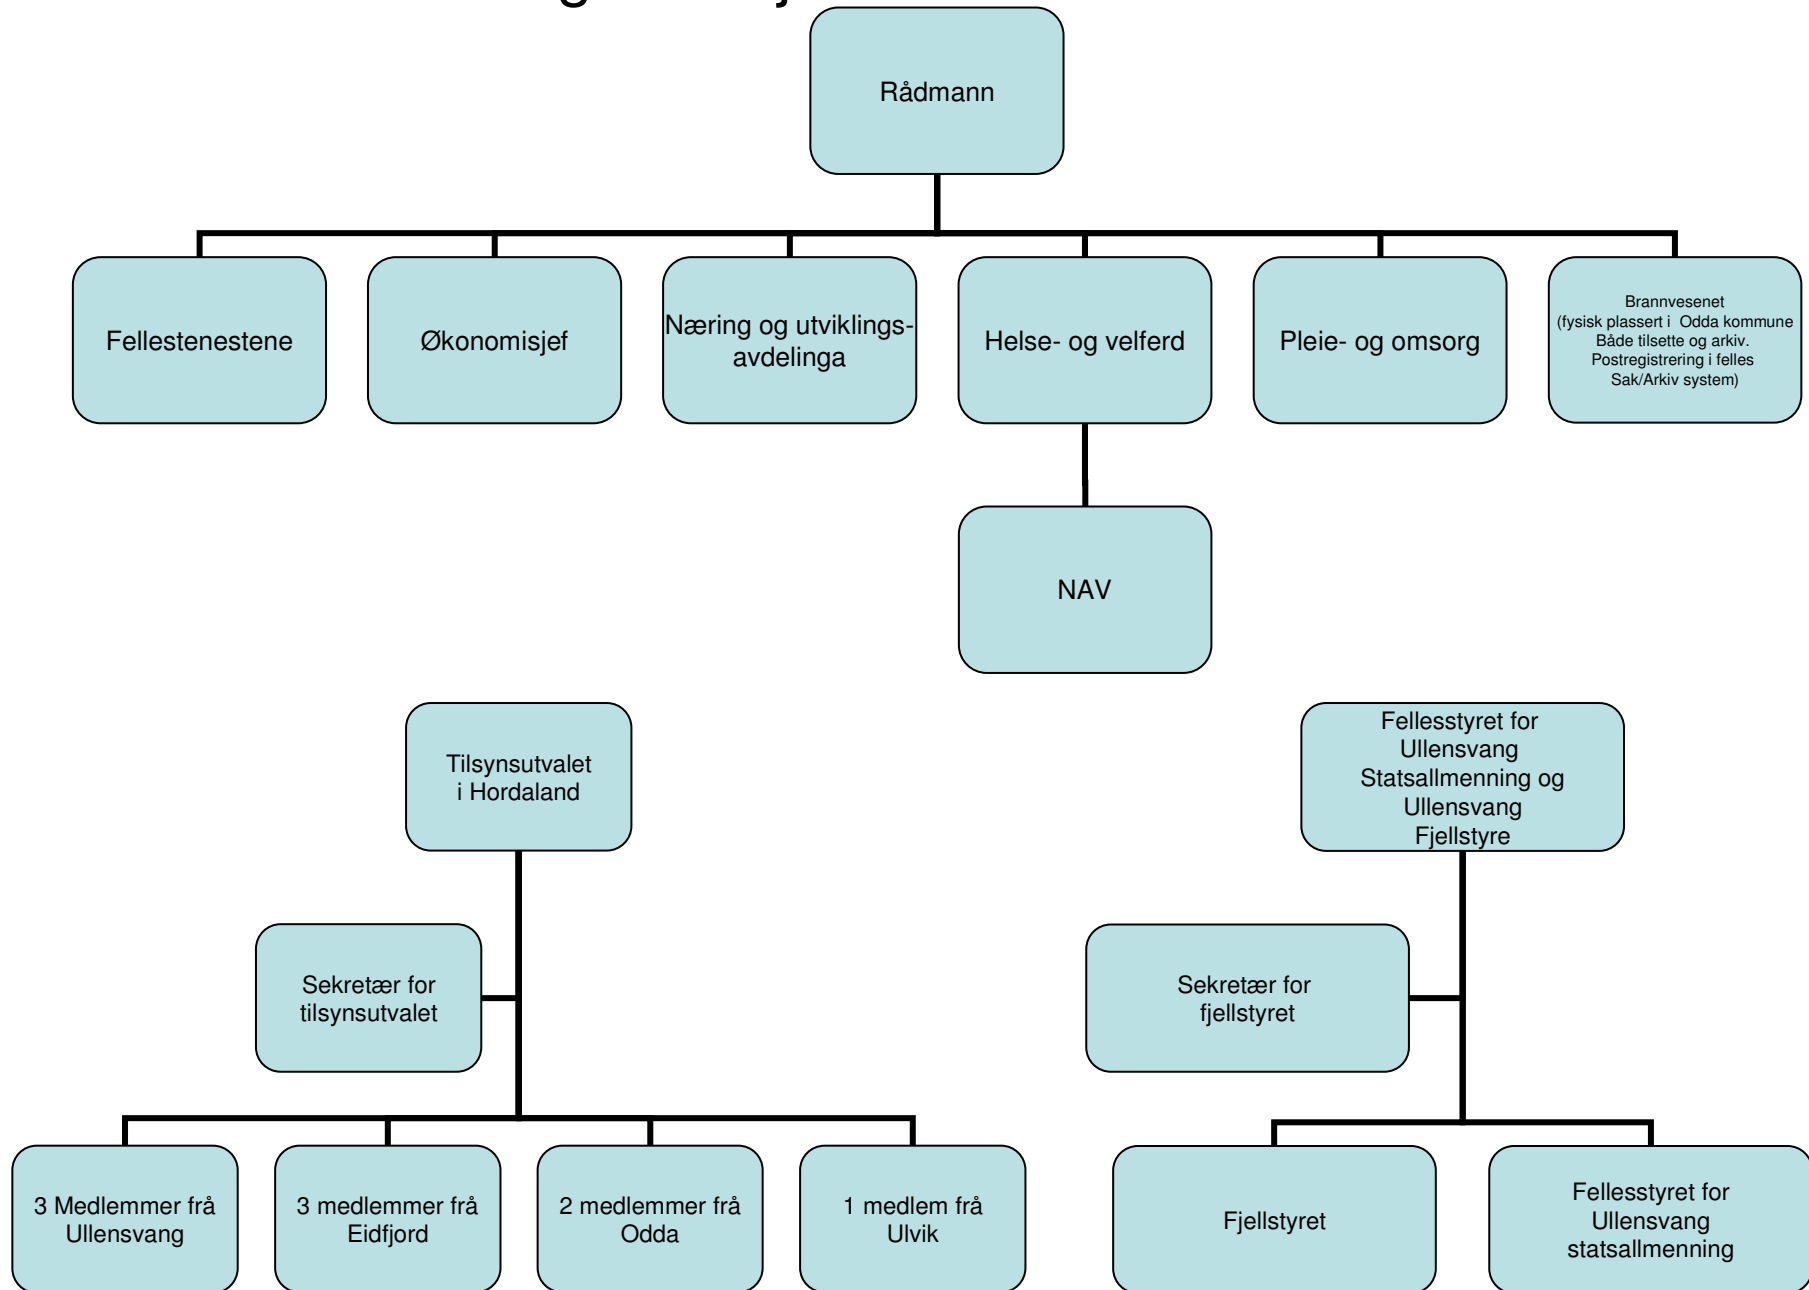 Rådmann
Fellestenestene
Økonomisjef
Næring og utviklings-
avdelinga
Helse- og velferd
Pleie- og omsorg
Brannvesenet
(fysisk plassert i Odda kommune
Både tilsette og arkiv.
Postregistrering i felles
Sak/Arkiv system)
NAV
Tilsynsutvalet
i Hordaland
Sekretær for
tilsynsutvalet
3 Medlemmer frå
Ullensvang
3 medlemmer frå
Eidfjord
2 medlemmer frå
Odda
1 medlem frå
Ulvik
Fellesstyret for
Ullensvang
Statsallmenning og
Ullensvang
Fjellstyre
Sekretær for
fjellstyret
Fjellstyret
Fellesstyret for
Ullensvang
statsallmenning